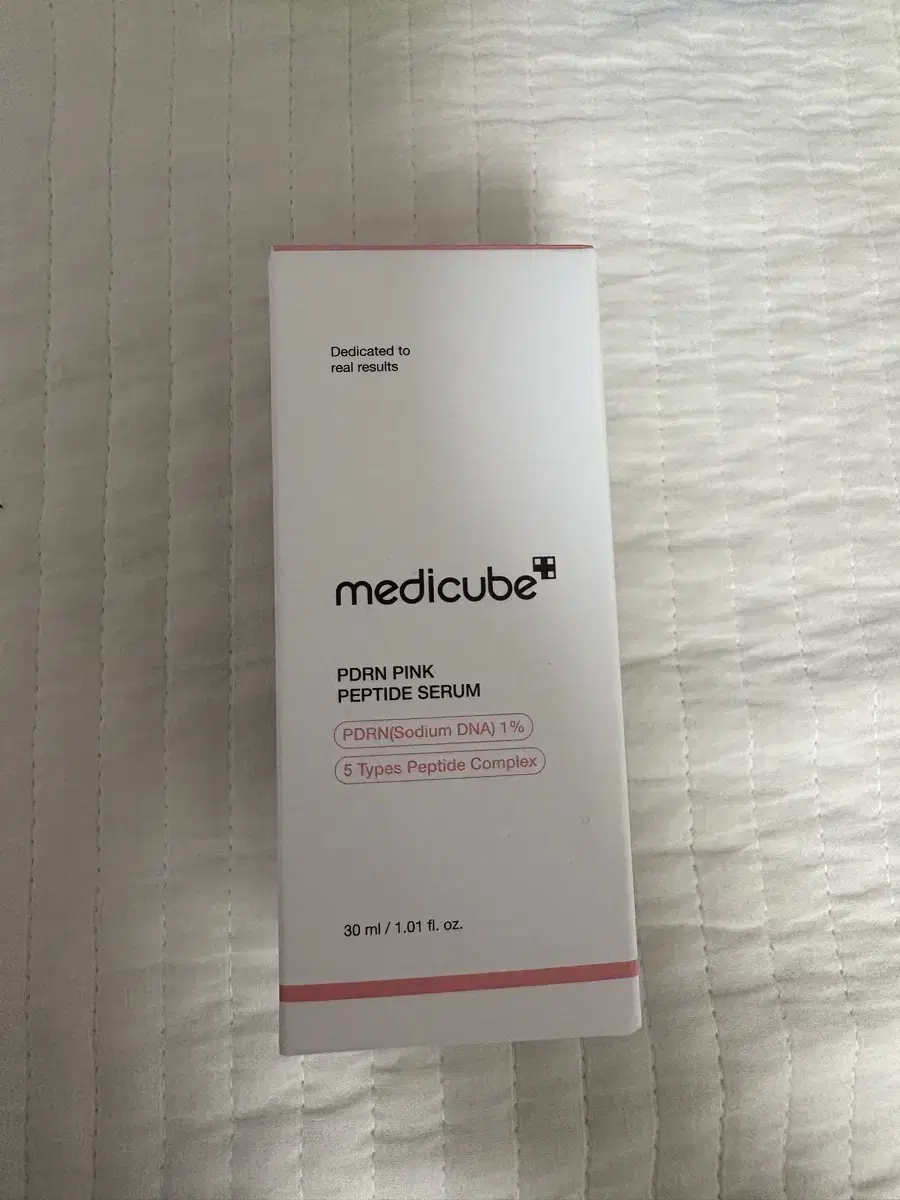 Dedicated to
real results
medicube
PDRN PINK
PEPTIDE SERUM
PDRN(Sodium DNA) 1%
5 Types Peptide Complex
30 ml / 1.01 fl. oz.